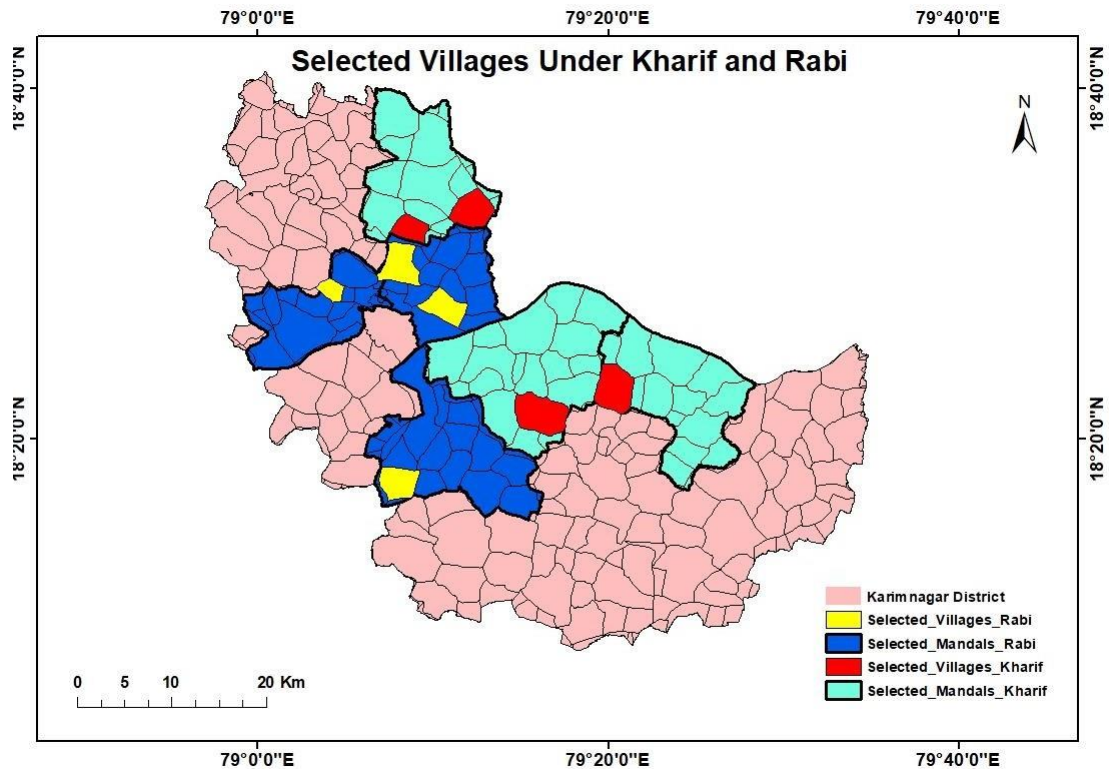 79°0'0"E 79°20'0"E 79°40'0"E
Selected Villages Under Kharif and Rabi
18°40'0"N 18°40'0"N
N
18°20'0"N 18°20'0"N
Karimnagar District
Selected_Villages_Rabi
Selected_Mandals_Rabi
Selected_Villages_Kharif
Selected_Mandals_Kharif
0 5 10 20 Km
79°0'0"E 79°20'0"E 79°40'0"E